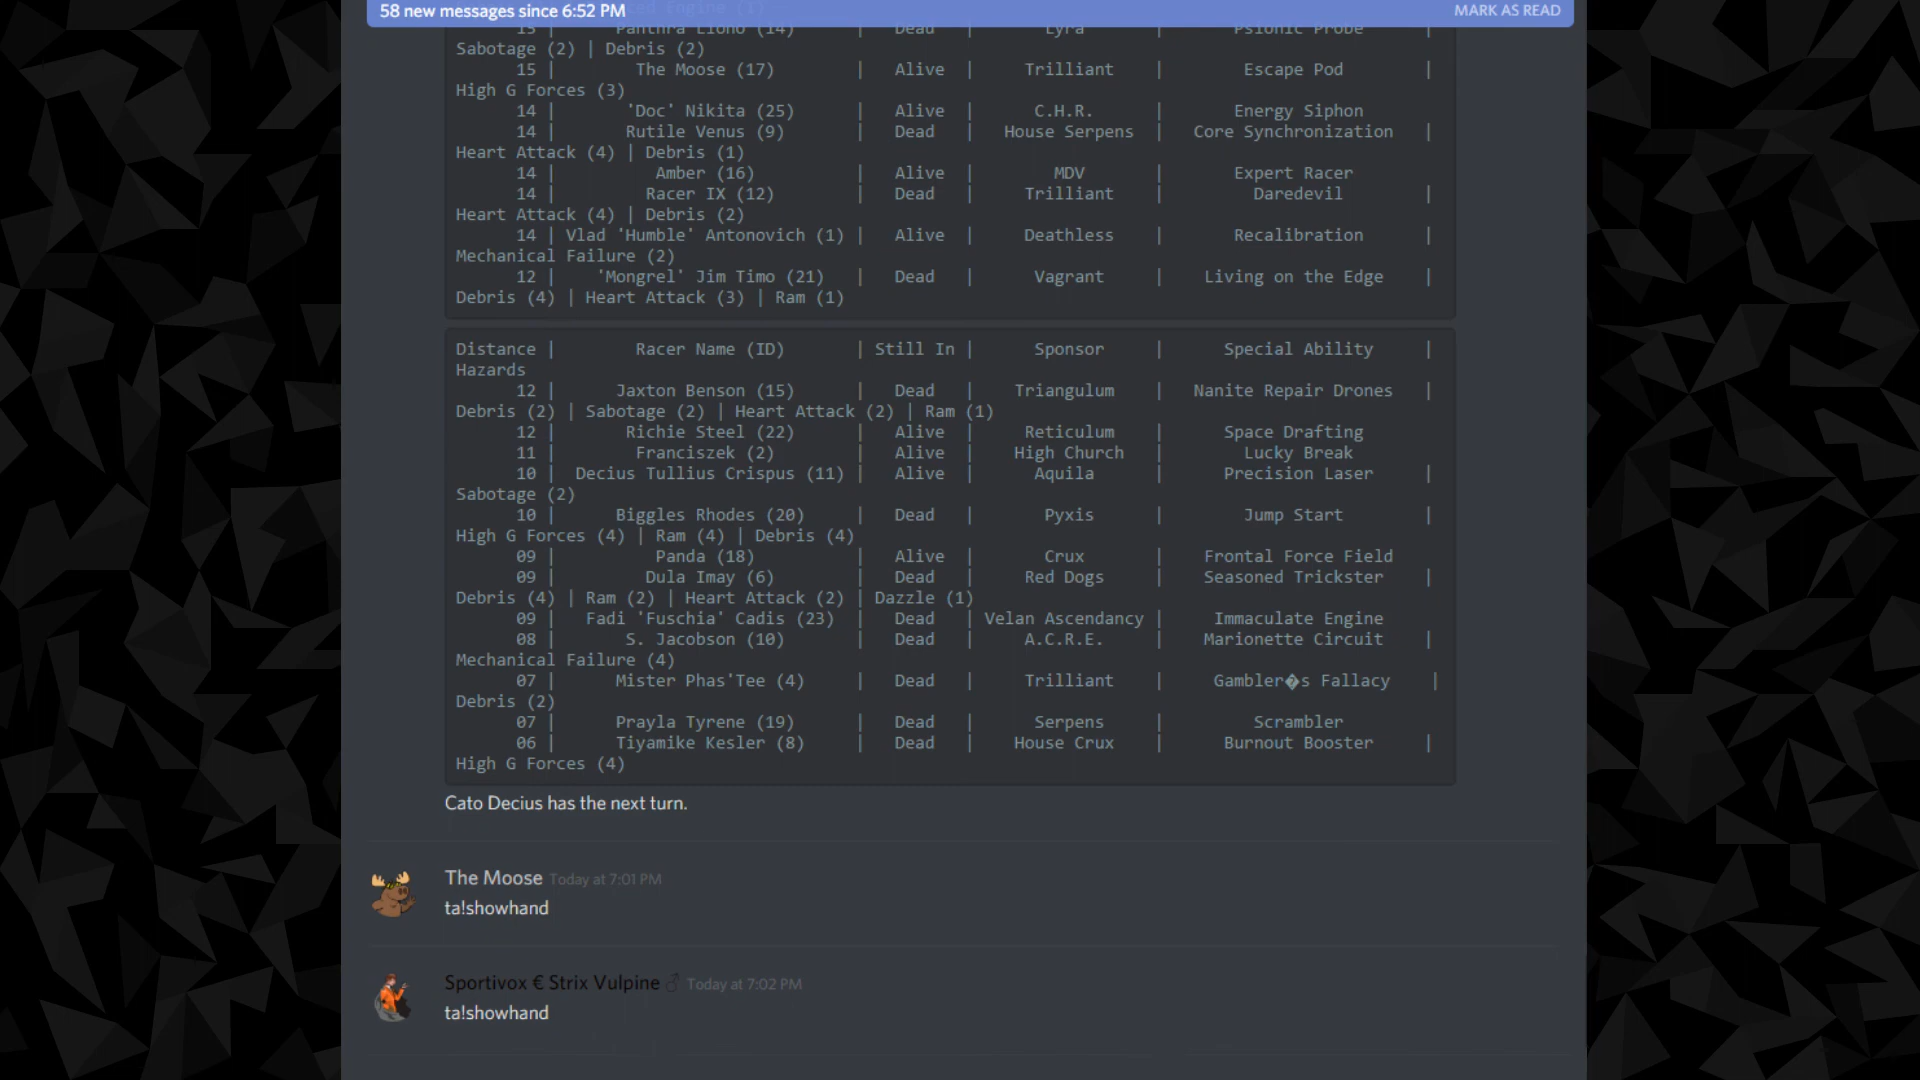 58 new messages since 6:52 PM MARK AS READ
15 | Panthra Liono (14) | Dead | Lyra | Psionic Probe |
Sabotage (2) | Debris (2)
15 | The Moose (17) | Alive | Trilliant | Escape Pod |
High G Forces (3)
14 | 'Doc' Nikita (25) | Alive | C.H.R. | Energy Siphon
14 | Rutile Venus (9) | Dead | House Serpens | Core Synchronization |
Heart Attack (4) | Debris (1)
14 | Amber (16) | Alive | MDV | Expert Racer
14 | Racer IX (12) | Dead | Trilliant | Daredevil |
Heart Attack (4) | Debris (2)
14 | Vlad 'Humble' Antonovich (1) | Alive | Deathless | Recalibration |
Mechanical Failure (2)
12 | 'Mongrel' Jim Timo (21) | Dead | Vagrant | Living on the Edge |
Debris (4) | Heart Attack (3) | Ram (1)
Distance | Racer Name (ID) | Still In | Sponsor | Special Ability |
Hazards
12 | Jaxton Benson (15) | Dead | Triangulum | Nanite Repair Drones |
Debris (2) | Sabotage (2) | Heart Attack (2) | Ram (1)
12 | Richie Steel (22) | Alive | Reticulum | Space Drafting
11 | Franciszek (2) | Alive | High Church | Lucky Break
10 | Decius Tullius Crispus (11) | Alive | Aquila | Precision Laser |
Sabotage (2)
10 | Biggles Rhodes (20) | Dead | Pyxis | Jump Start |
High G Forces (4) | Ram (4) | Debris (4)
09 | Panda (18) | Alive | Crux | Frontal Force Field
09 | Dula Imay (6) | Dead | Red Dogs | Seasoned Trickster |
Debris (4) | Ram (2) | Heart Attack (2) | Dazzle (1)
09 | Fadi 'Fuschia' Cadis (23) | Dead | Velan Ascendancy | Immaculate Engine
08 | S. Jacobson (10) | Dead | A.C.R.E. | Marionette Circuit |
Mechanical Failure (4)
07 | Mister Phas'Tee (4) | Dead | Trilliant | Gambler�s Fallacy |
Debris (2)
07 | Prayla Tyrene (19) | Dead | Serpens | Scrambler
06 | Tiyamike Kesler (8) | Dead | House Crux | Burnout Booster |
High G Forces (4)
Cato Decius has the next turn.
The Moose Today at 7:01 PM
ta!showhand
Sportivox € Strix Vulpine ♂ Today at 7:02 PM
ta!showhand